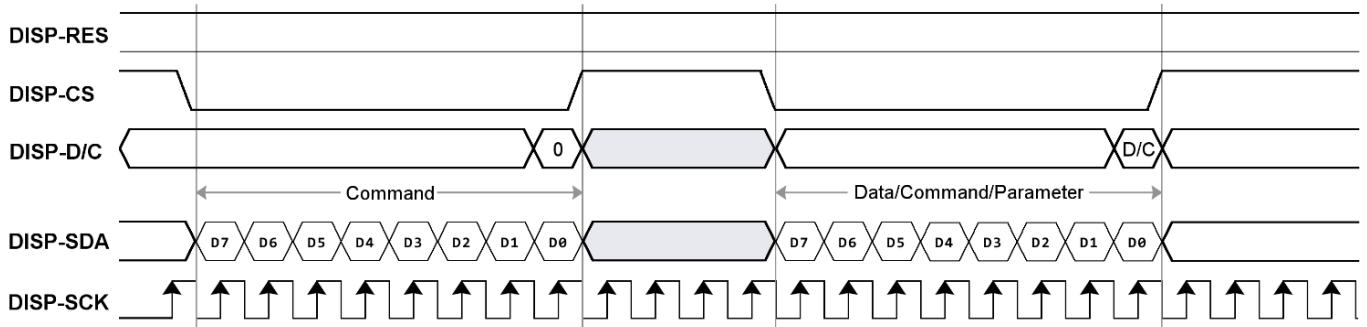 DISP-RES
DISP-CS
DISP-D/C 0 D/C
Command Data/Command/Parameter
DISP-SDA D7 D6 D5 D4 D3 D2 D1 D0 D7 D6 D5 D4 D3 D2 D1 D0
DISP-SCK